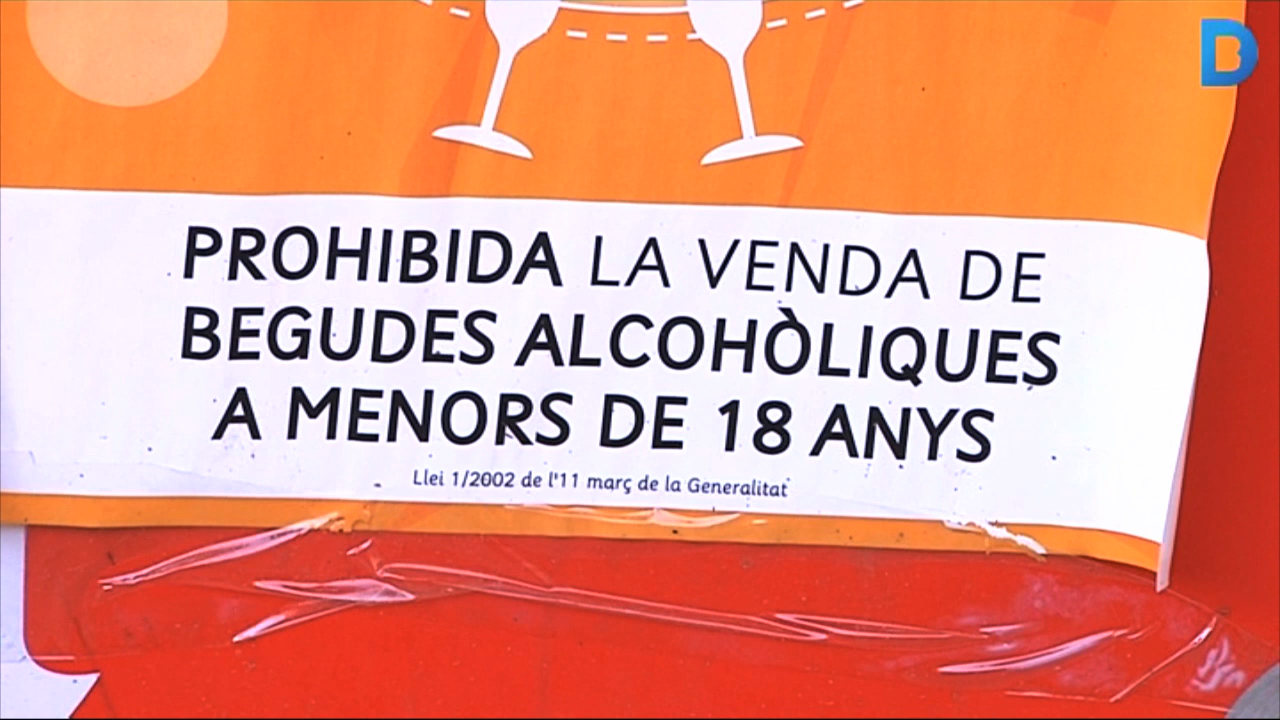 PROHIBIDA LA VENDA DE
BEGUDES ALCOHÒLIQUES
A MENORS DE 18 ANYS
Llei 1/2002 de l'11 març de la Generalitat